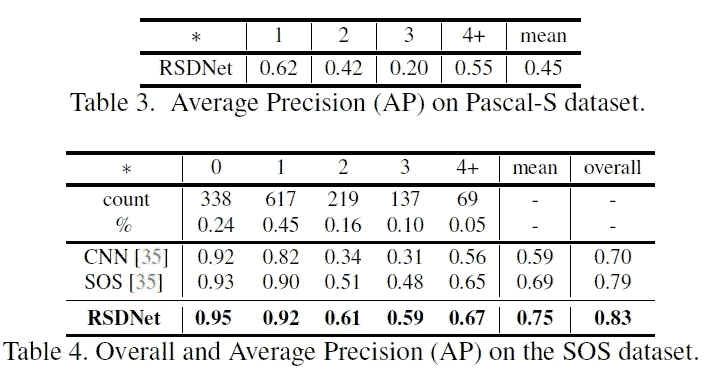 * 1 2 3 4+ mean
RSDNet 0.62 0.42 0.20 0.55 0.45
Table 3. Average Precision (AP) on Pascal-S dataset.
* 0 1 2 3 4+ mean overall
count 338 617 219 137 69 - -
% 0.24 0.45 0.16 0.10 0.05 - -
CNN [35] 0.92 0.82 0.34 0.31 0.56 0.59 0.70
SOS [35] 0.93 0.90 0.51 0.48 0.65 0.69 0.79
RSDNet 0.95 0.92 0.61 0.59 0.67 0.75 0.83
Table 4. Overall and Average Precision (AP) on the SOS dataset.